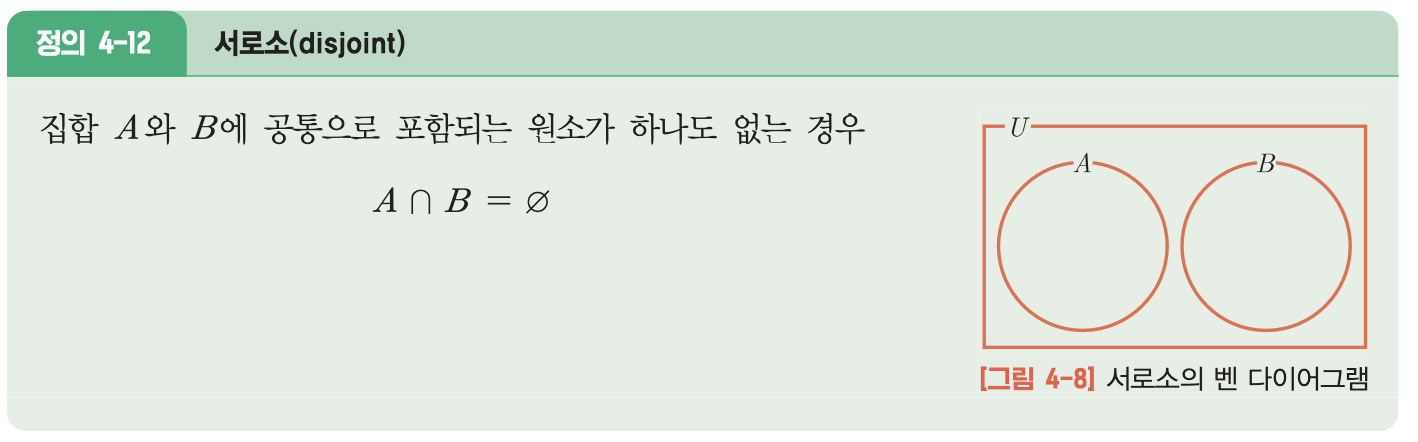 정의 4-12 서로소(disjoint)
집합 A와 B에 공통으로 포함되는 원소가 하나도 없는 경우
A ∩ B = ∅
U
A B
[그림 4-8] 서로소의 벤 다이어그램